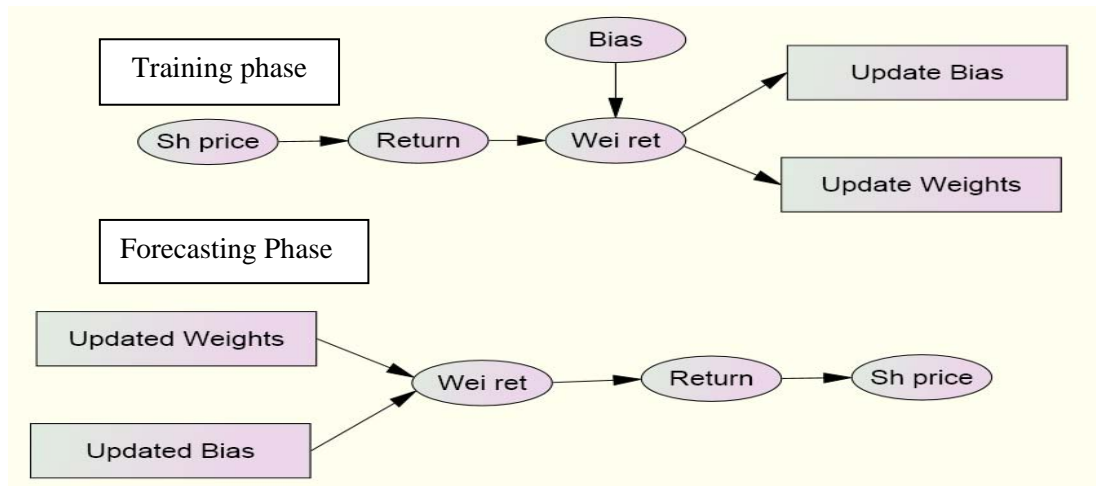 Training phase
Bias
Update Bias
Sh price
Return
Wei ret
Update Weights
Forecasting Phase
Updated Weights
Wei ret
Return
Sh price
Updated Bias